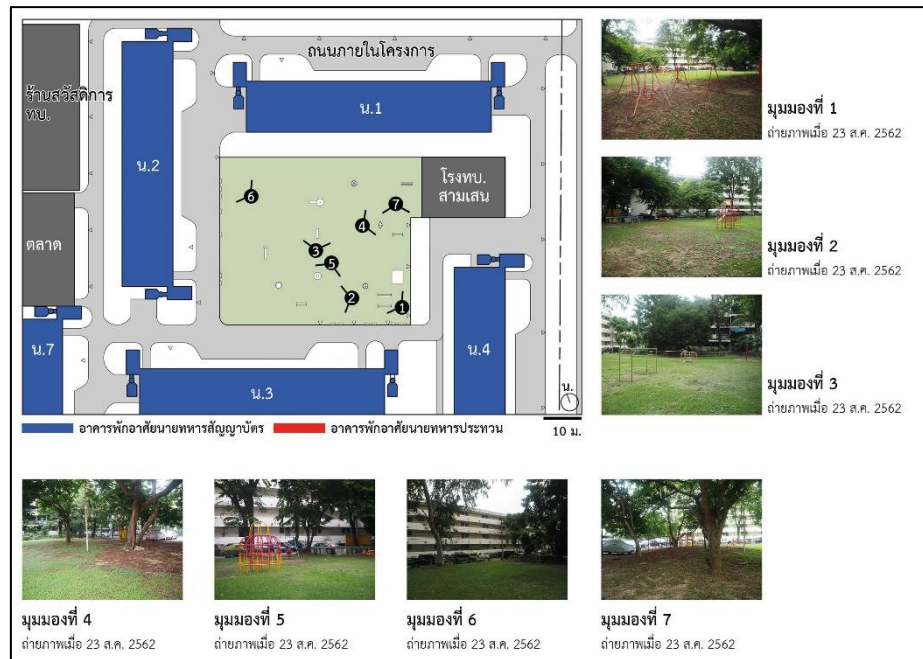 ถนนภายในโครงการ
ร้านสวัสดิการ
ทบ.
น.1
น.2
โรงทบ.
สามเสน
ตลาด
6
7
4
3
5
2
1
น.7
น.3
น.4
น.
อาคารพักอาศัยนายทหารสัญญาบัตร
อาคารพักอาศัยนายทหารประทวน
10 ม.
มุมมองที่ 1
ถ่ายภาพเมื่อ 23 ส.ค. 2562
มุมมองที่ 2
ถ่ายภาพเมื่อ 23 ส.ค. 2562
มุมมองที่ 3
ถ่ายภาพเมื่อ 23 ส.ค. 2562
มุมมองที่ 4
ถ่ายภาพเมื่อ 23 ส.ค. 2562
มุมมองที่ 5
ถ่ายภาพเมื่อ 23 ส.ค. 2562
มุมมองที่ 6
ถ่ายภาพเมื่อ 23 ส.ค. 2562
มุมมองที่ 7
ถ่ายภาพเมื่อ 23 ส.ค. 2562